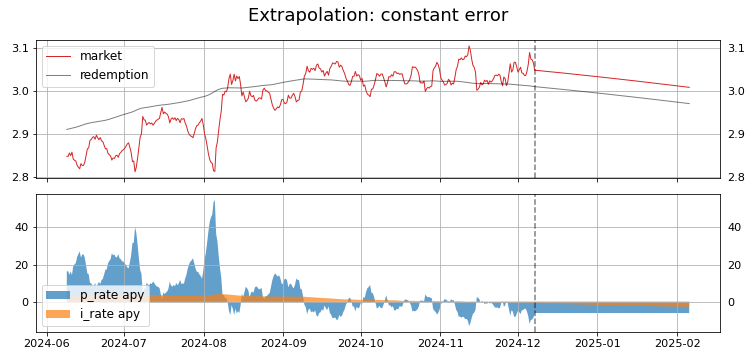 Extrapolation: constant error
3.1 3.1
market
redemption
3.0 3.0
2.9 2.9
2.8 2.8
40 40
20 20
0 0
p_rate apy
i_rate apy
2024-06 2024-07 2024-08 2024-09 2024-10 2024-11 2024-12 2025-01 2025-02